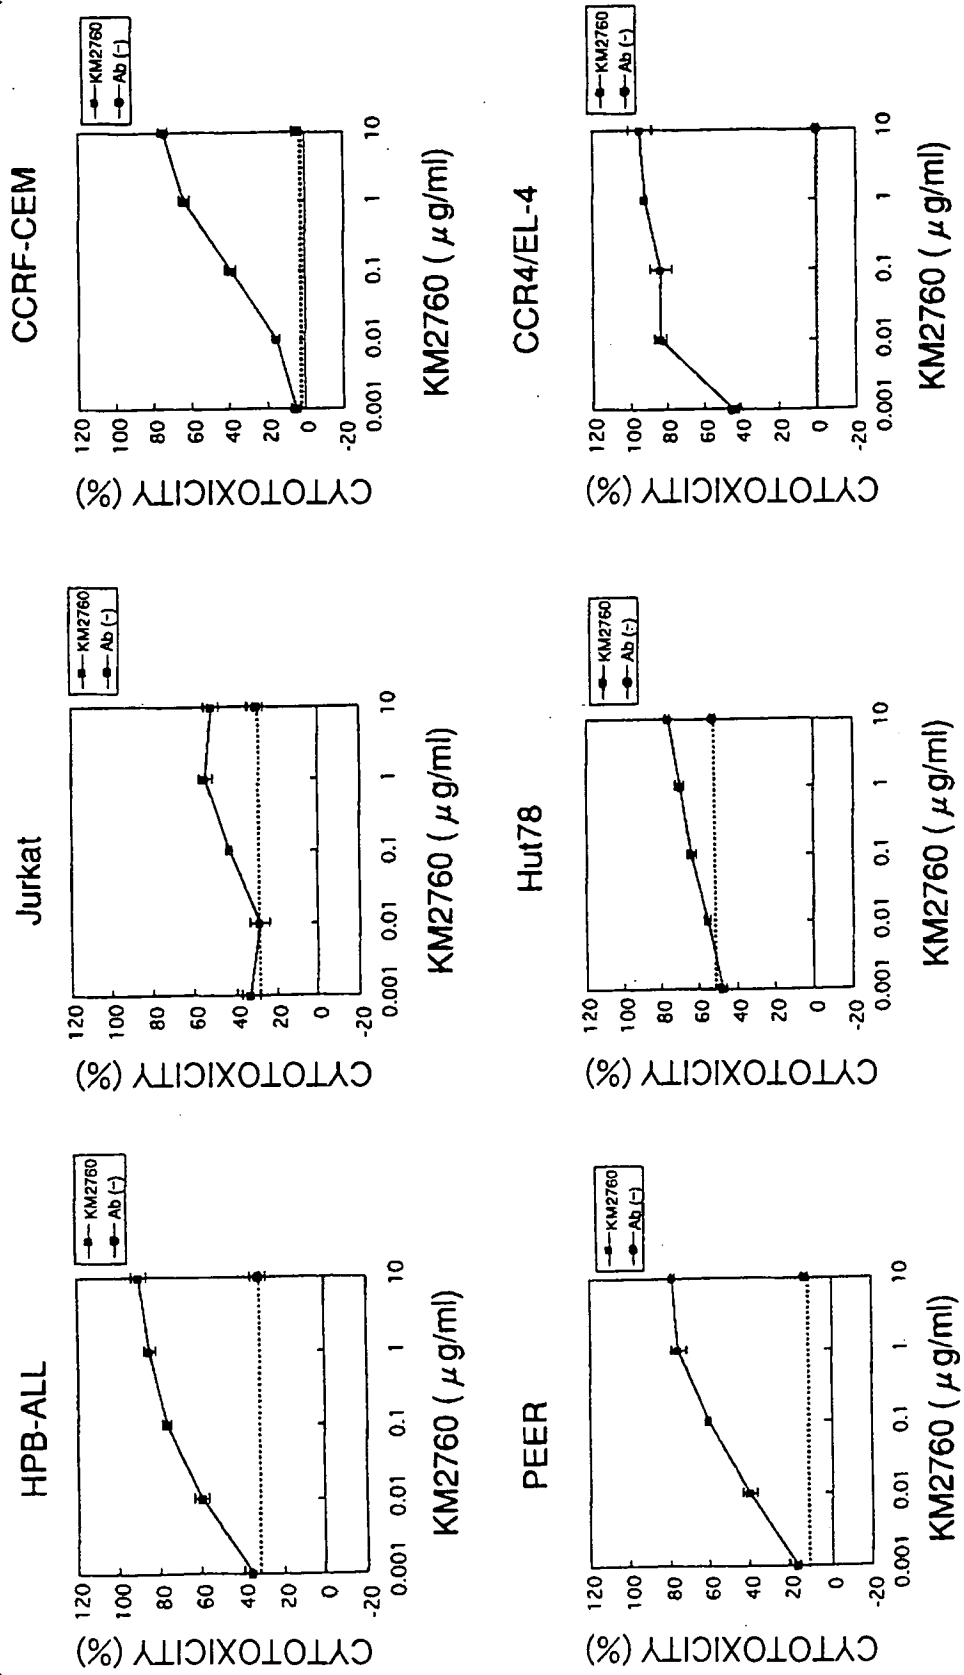 HPB-ALL
CYTOTOXICITY (%)
120
100
80
60
40
20
0
-20
KM2760
Ab (-)
0.001
0.01
0.1
1
10
KM2760 ( μ g/ml)
Jurkat
CYTOTOXICITY (%)
120
100
80
60
40
20
0
-20
KM2760
Ab (-)
0.001
0.01
0.1
1
10
KM2760 ( μ g/ml)
CCRF-CEM
CYTOTOXICITY (%)
120
100
80
60
40
20
0
-20
KM2760
Ab (-)
0.001
0.01
0.1
1
10
KM2760 ( μ g/ml)
PEER
CYTOTOXICITY (%)
120
100
80
60
40
20
0
-20
KM2760
Ab (-)
0.001
0.01
0.1
1
10
KM2760 ( μ g/ml)
Hut78
CYTOTOXICITY (%)
120
100
80
60
40
20
0
-20
KM2760
Ab (-)
0.001
0.01
0.1
1
10
KM2760 ( μ g/ml)
CCR4/EL-4
CYTOTOXICITY (%)
120
100
80
60
40
20
0
-20
KM2760
Ab (-)
0.001
0.01
0.1
1
10
KM2760 ( μ g/ml)